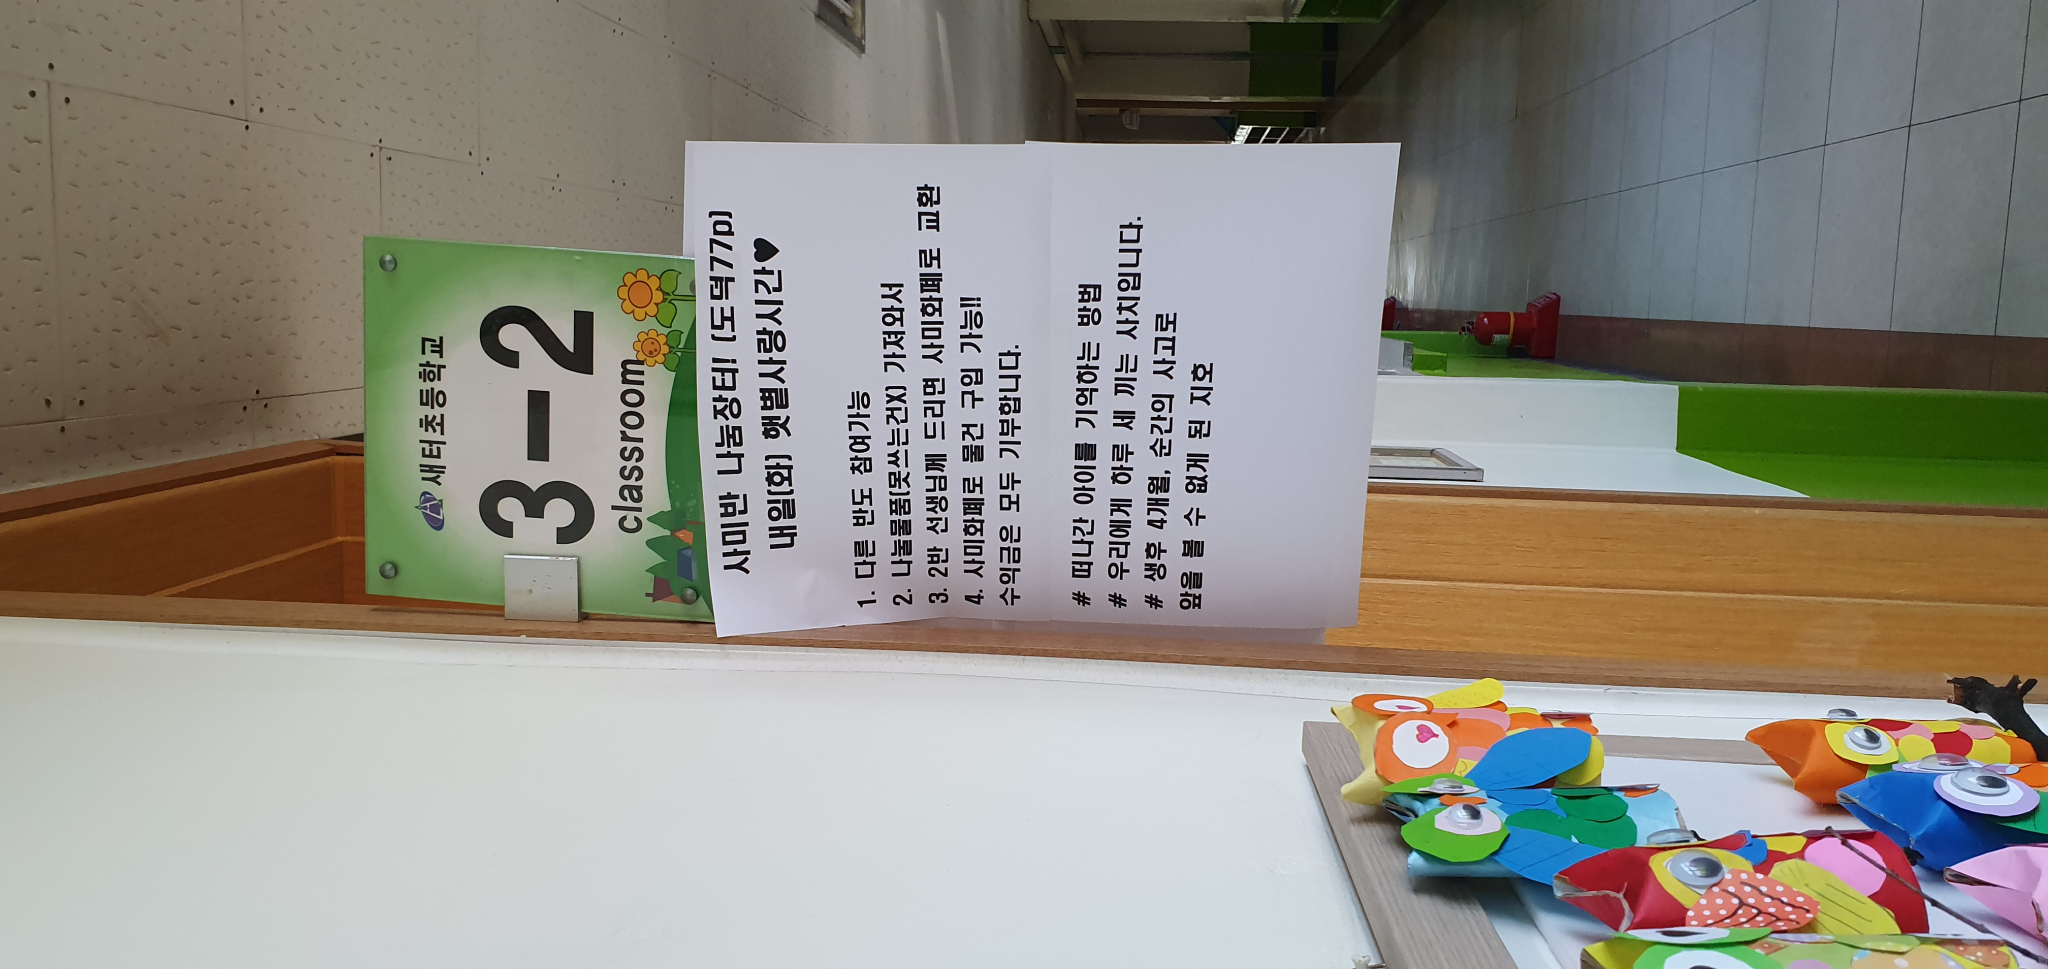 새터초등학교
3-2
classroom
사미반 나눔장터! (도덕77p)
내일(화) 햇별사랑시간♥
1. 다른 반도 참여가능
2. 나눌물품(못쓰는건X) 가져와서
3. 2반 선생님께 드리면 사미화폐로 교환
4. 사미화폐로 물건 구입 가능!!
수익금은 모두 기부합니다.
# 떠나간 아이를 기억하는 방법
# 우리에게 하루 세 끼는 사치입니다.
# 생후 4개월, 순간의 사고로
앞을 볼 수 없게 된 지호